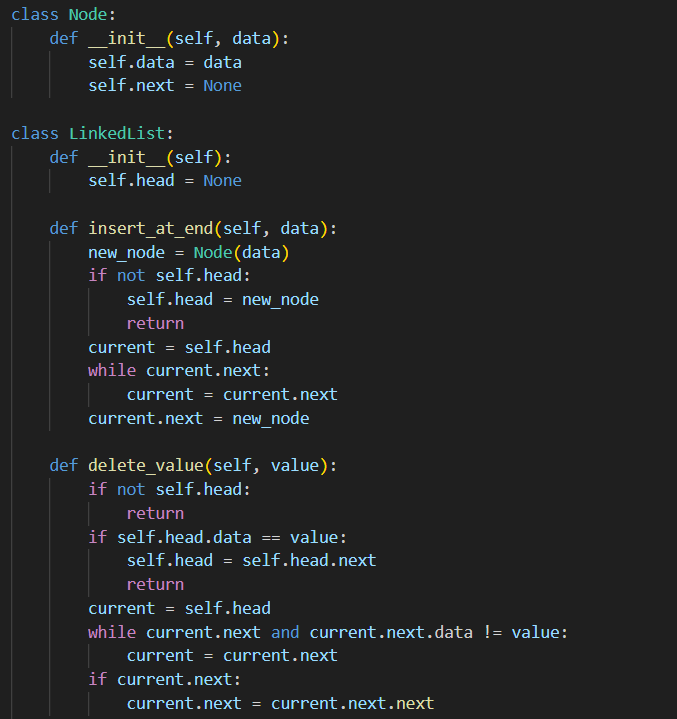 class Node:
    def __init__(self, data):
        self.data = data
        self.next = None

class LinkedList:
    def __init__(self):
        self.head = None

    def insert_at_end(self, data):
        new_node = Node(data)
        if not self.head:
            self.head = new_node
            return
        current = self.head
        while current.next:
            current = current.next
        current.next = new_node

    def delete_value(self, value):
        if not self.head:
            return
        if self.head.data == value:
            self.head = self.head.next
            return
        current = self.head
        while current.next and current.next.data != value:
            current = current.next
        if current.next:
            current.next = current.next.next